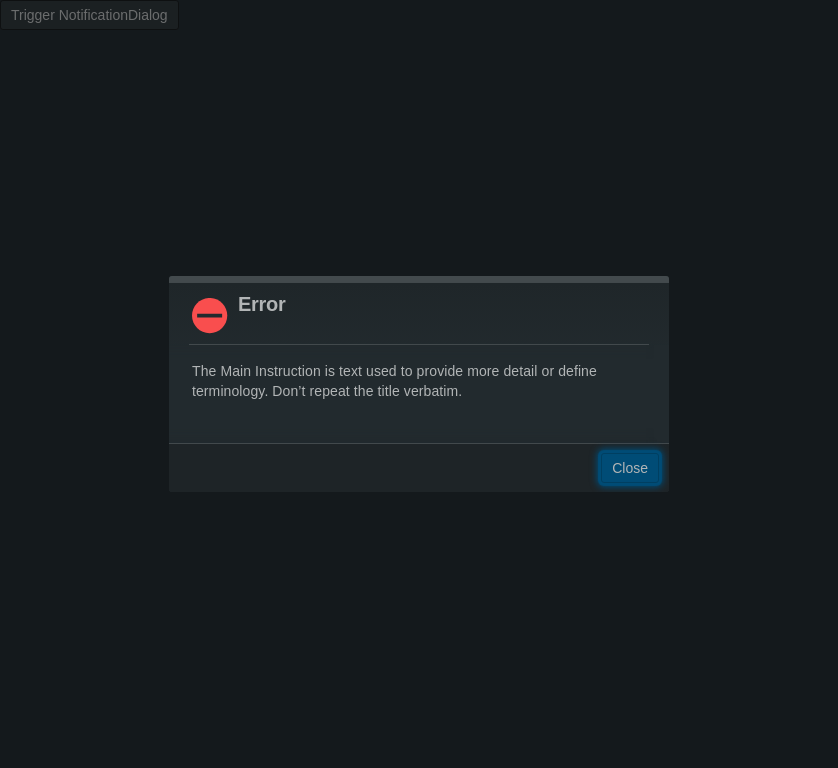 Trigger NotificationDialog
Error
The Main Instruction is text used to provide more detail or define
terminology. Don’t repeat the title verbatim.
Close